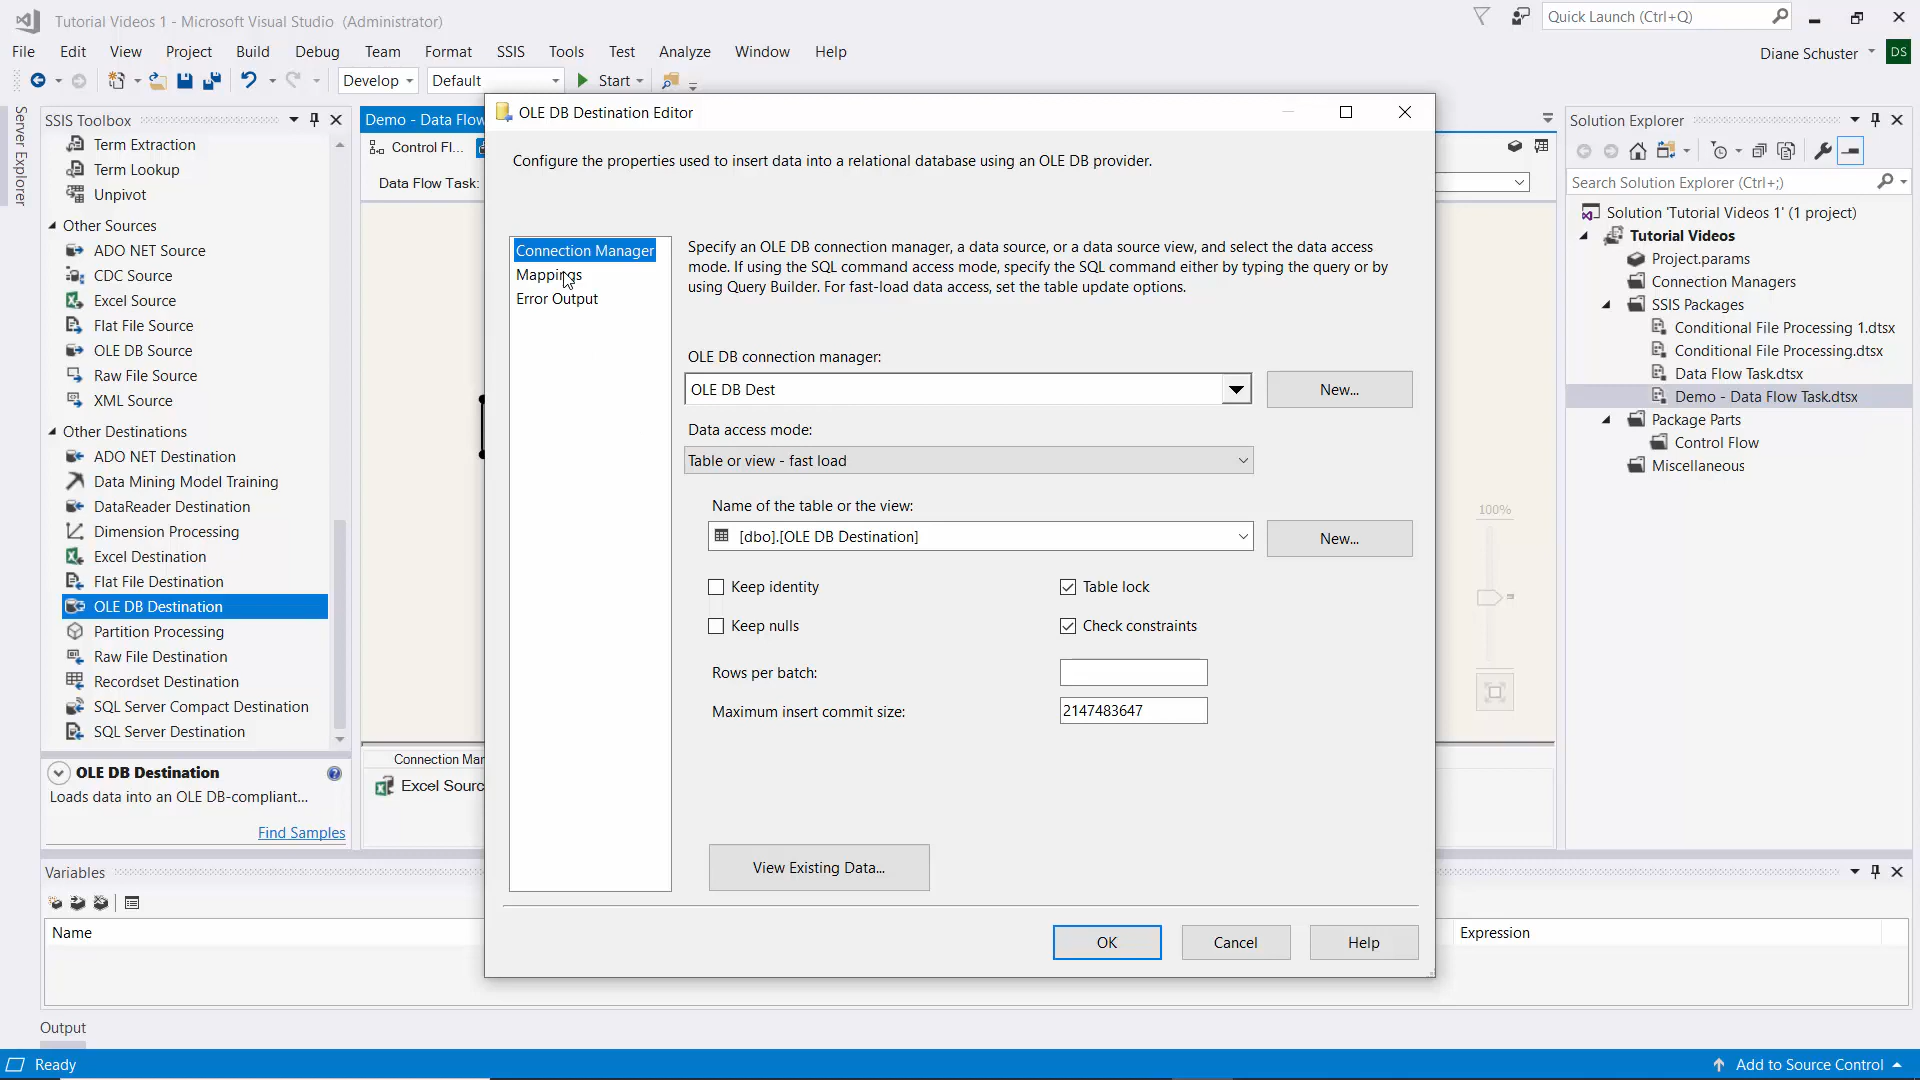 Tutorial Videos 1 - Microsoft Visual Studio (Administrator)
Quick Launch (Ctrl+Q)
File Edit View Project Build Debug Team Format SSIS Tools Test Analyze Window Help
Diane Schuster DS
Develop Default Start
Server Explorer
SSIS Toolbox
Term Extraction
Term Lookup
Unpivot
Other Sources
ADO NET Source
CDC Source
Excel Source
Flat File Source
OLE DB Source
Raw File Source
XML Source
Other Destinations
ADO NET Destination
Data Mining Model Training
DataReader Destination
Dimension Processing
Excel Destination
Flat File Destination
OLE DB Destination
Partition Processing
Raw File Destination
Recordset Destination
SQL Server Compact Destination
SQL Server Destination
OLE DB Destination
Loads data into an OLE DB-compliant...
Find Samples
Demo - Data Flow
Control Fl...
Data Flow Task:
Connection Man
Excel Sourc
100%
OLE DB Destination Editor
Configure the properties used to insert data into a relational database using an OLE DB provider.
Connection Manager
Mappings
Error Output
Specify an OLE DB connection manager, a data source, or a data source view, and select the data access
mode. If using the SQL command access mode, specify the SQL command either by typing the query or by
using Query Builder. For fast-load data access, set the table update options.
OLE DB connection manager:
OLE DB Dest
New...
Data access mode:
Table or view - fast load
Name of the table or the view:
[dbo].[OLE DB Destination]
New...
Keep identity
Table lock
Keep nulls
Check constraints
Rows per batch:
Maximum insert commit size:
2147483647
View Existing Data...
OK
Cancel
Help
Solution Explorer
Search Solution Explorer (Ctrl+;)
Solution 'Tutorial Videos 1' (1 project)
Tutorial Videos
Project.params
Connection Managers
SSIS Packages
Conditional File Processing 1.dtsx
Conditional File Processing.dtsx
Data Flow Task.dtsx
Demo - Data Flow Task.dtsx
Package Parts
Control Flow
Miscellaneous
Variables
Name
Expression
Output
Ready
Add to Source Control